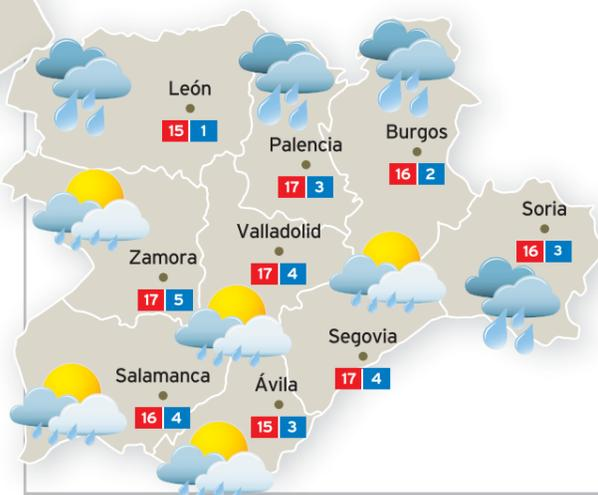 León
15 1
Palencia
17 3
Burgos
16 2
Soria
16 3
Valladolid
17 4
Zamora
17 5
Segovia
17 4
Salamanca
16 4
Ávila
15 3